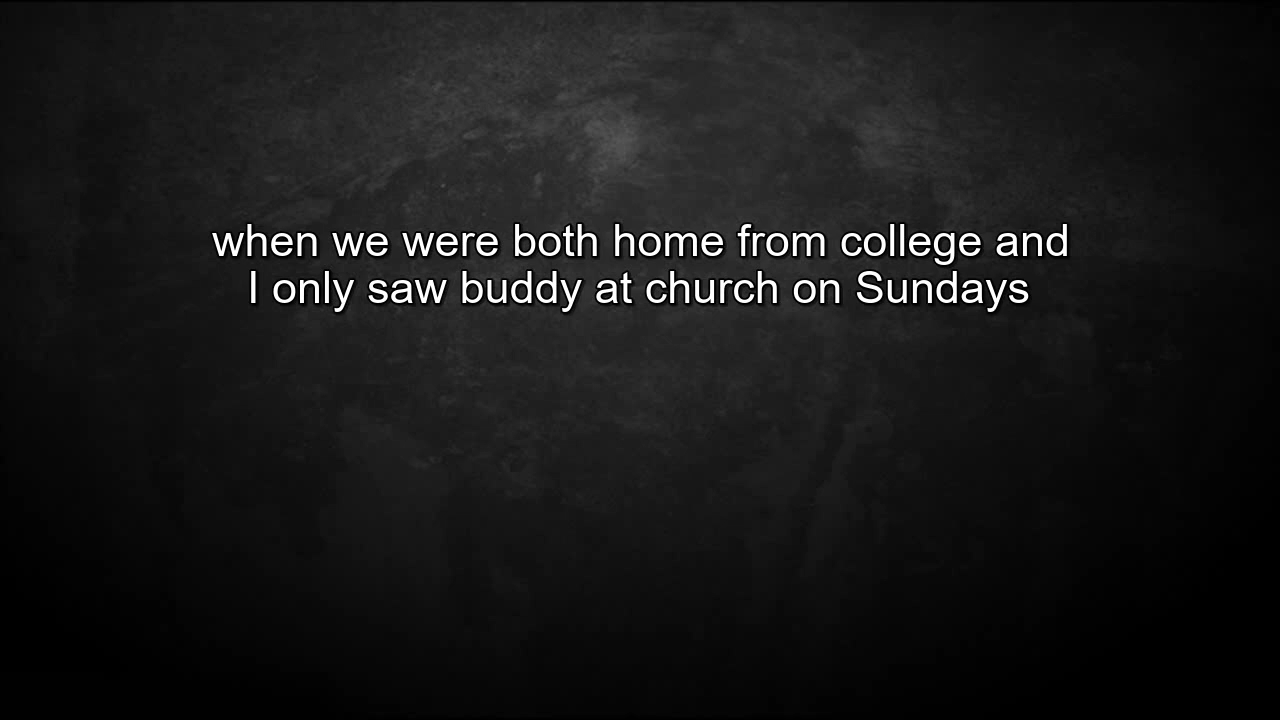 when we were both home from college and
I only saw buddy at church on Sundays